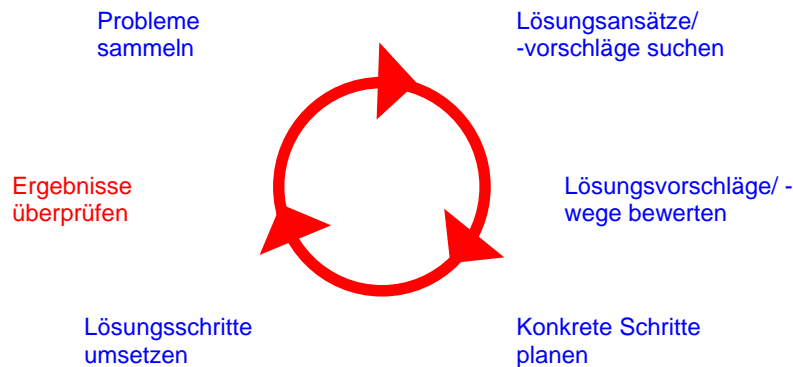 Probleme
sammeln
Lösungsansätze/
-vorschläge suchen
Ergebnisse
überprüfen
Lösungsvorschläge/ -
wege bewerten
Lösungsschritte
umsetzen
Konkrete Schritte
planen